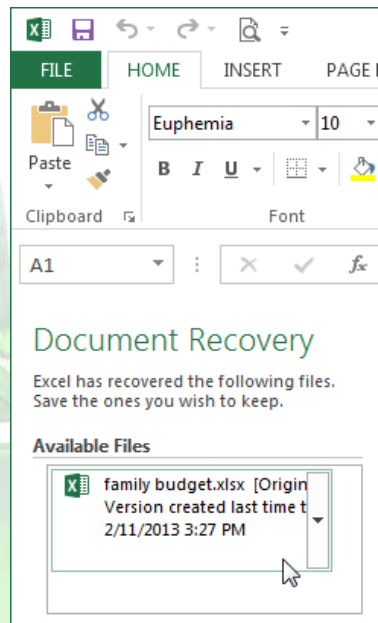 FILE HOME INSERT PAGE
Euphemia 10
Paste
B I U
Clipboard Font
A1 fx
Document Recovery
Excel has recovered the following files.
Save the ones you wish to keep.
Available Files
family budget.xlsx [Origin
Version created last time t
2/11/2013 3:27 PM